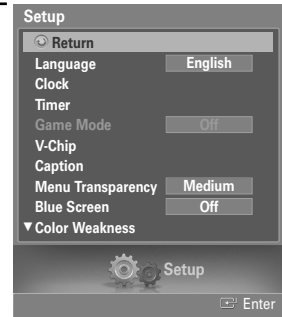 Setup
Return
Language English
Clock
Timer
Game Mode Off
V-Chip
Caption
Menu Transparency Medium
Blue Screen Off
▼Color Weakness
Setup
Enter